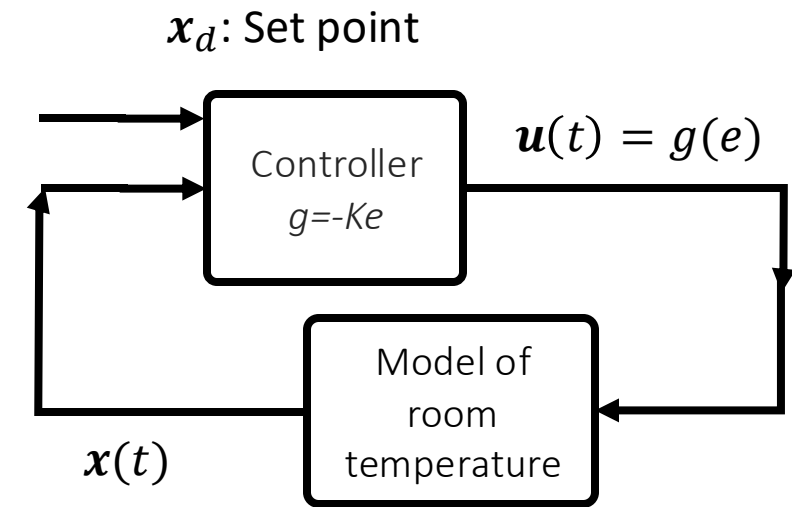 x_d: Set point
Controller
g=-Ke
u(t) = g(e)
Model of
room
temperature
x(t)